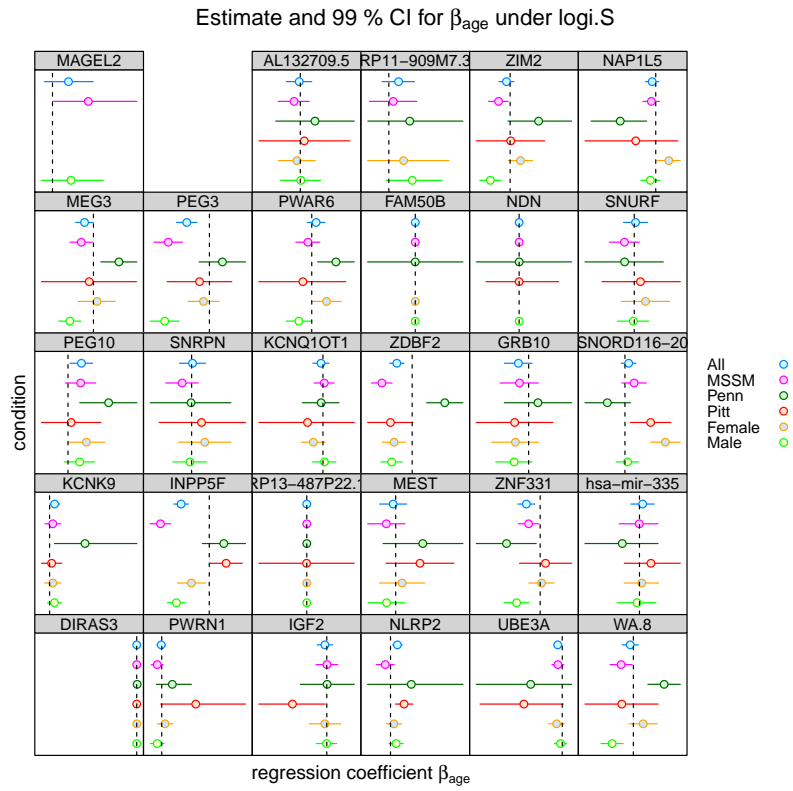 Estimate and 99 % CI for βage under logi.S
MAGEL2
AL132709.5
RP11−909M7.3
ZIM2
NAP1L5
MEG3
PEG3
PWAR6
FAM50B
NDN
SNURF
PEG10
SNRPN
KCNQ1OT1
ZDBF2
GRB10
SNORD116−20
KCNK9
INPP5F
RP13−487P22.1
MEST
ZNF331
hsa−mir−335
DIRAS3
PWRN1
IGF2
NLRP2
UBE3A
WA.8
condition
regression coefficient βage
All
MSSM
Penn
Pitt
Female
Male